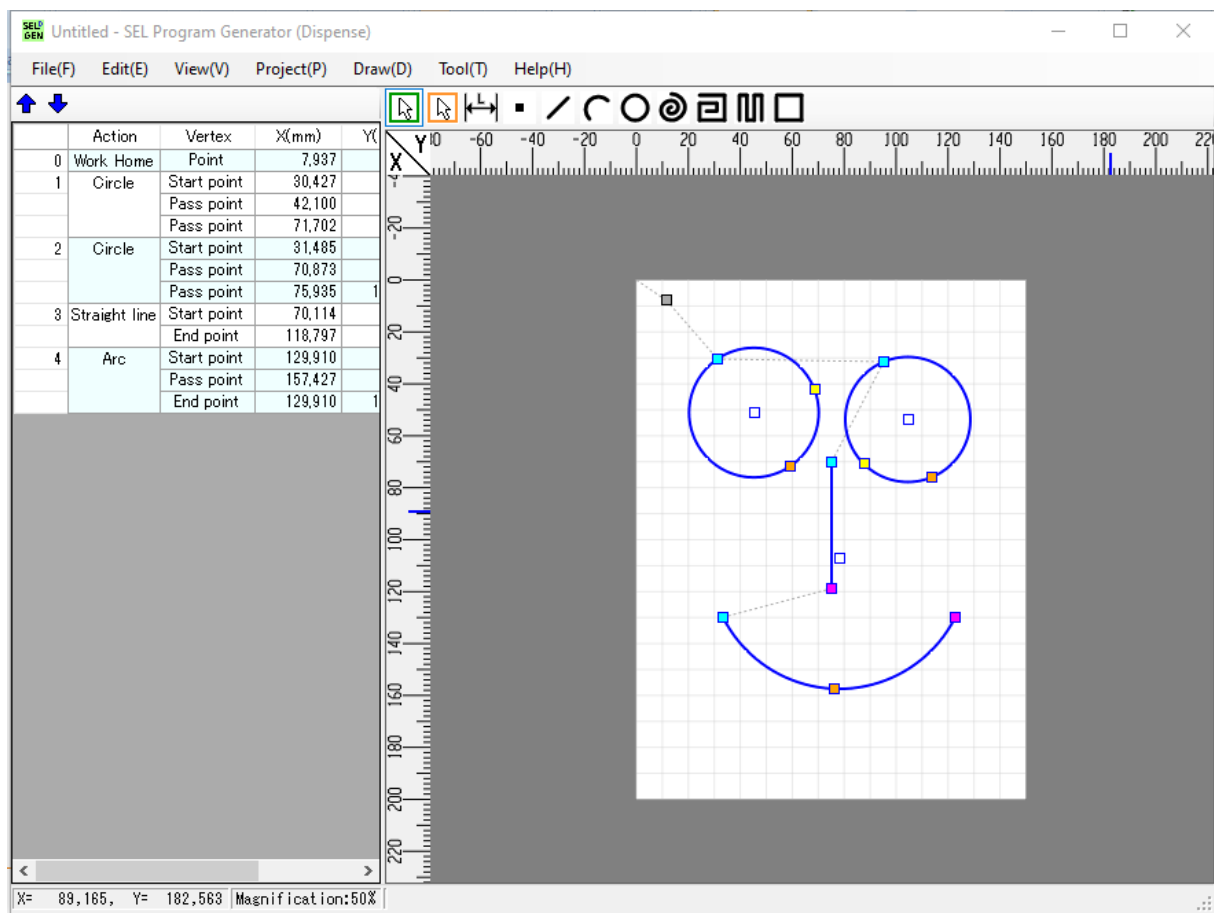 SEL GEN Untitled - SEL Program Generator (Dispense)
File(F) Edit(E) View(V) Project(P) Draw(D) Tool(T) Help(H)
L
Action Vertex X(mm) Y(
0 Work Home Point 7,937
1 Circle Start point 30,427
Pass point 42,100
Pass point 71,702
2 Circle Start point 31,485
Pass point 70,873
Pass point 75,935 1
3 Straight line Start point 70,114
End point 118,797
4 Arc Start point 129,910
Pass point 157,427
End point 129,910 1
Y
X
-60 -40 -20 0 20 40 60 80 100 120 140 160 180 200 22
-20
0
20
40
60
80
100
120
140
160
180
200
220
X= 89,165, Y= 182,563 Magnification:50%